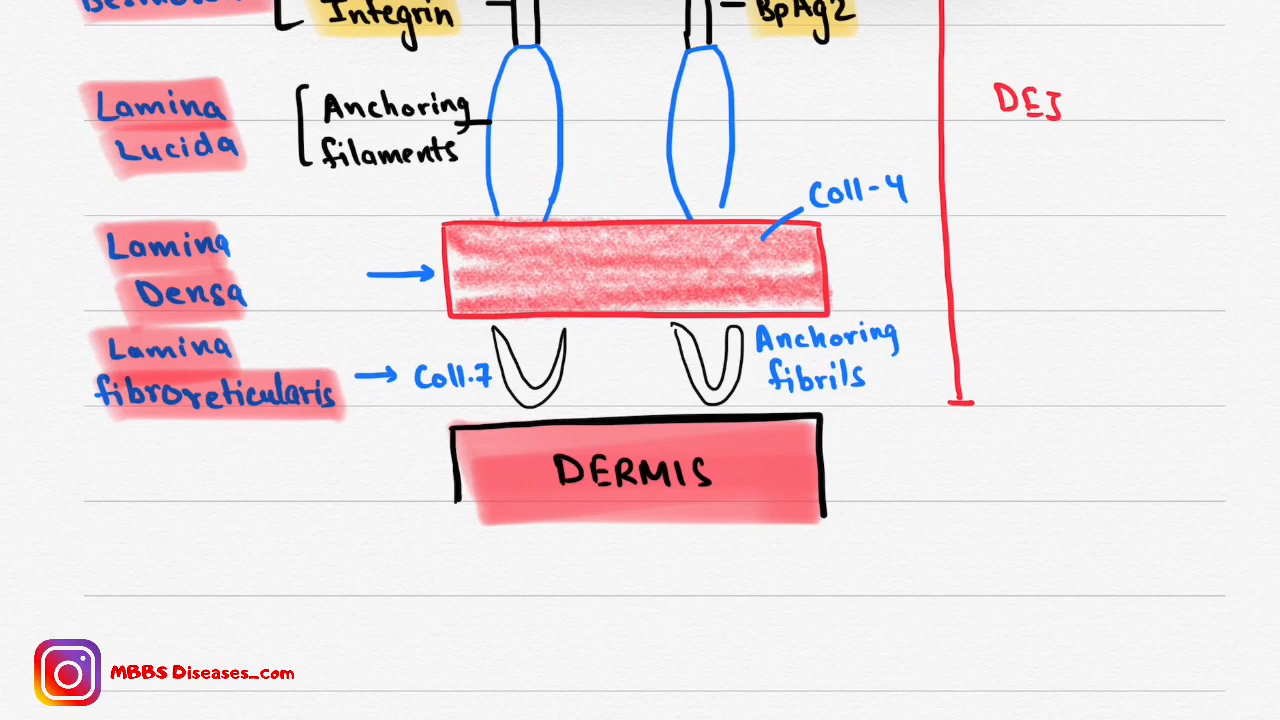 Integrin
BpAg2
Lamina
Lucida
Anchoring
filaments
DEJ
Coll-4
Lamina
Densa
Lamina
fibroreticularis
Coll.7
Anchoring
fibrils
DERMIS
MBBS Diseases_com